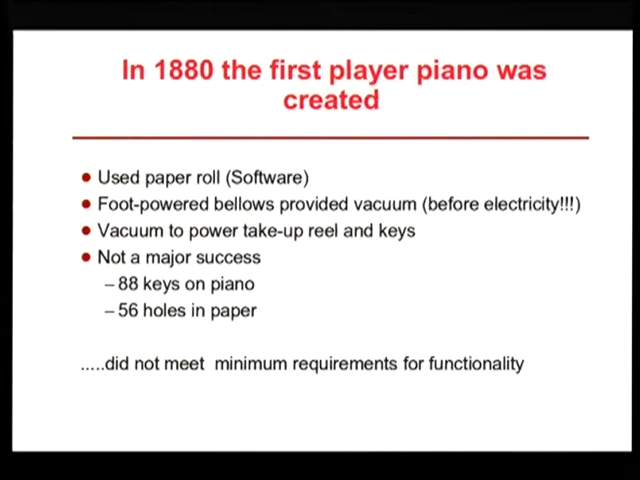 In 1880 the first player piano was
created
● Used paper roll (Software)
● Foot-powered bellows provided vacuum (before electricity!!!)
● Vacuum to power take-up reel and keys
● Not a major success
– 88 keys on piano
– 56 holes in paper
.....did not meet  minimum requirements for functionality